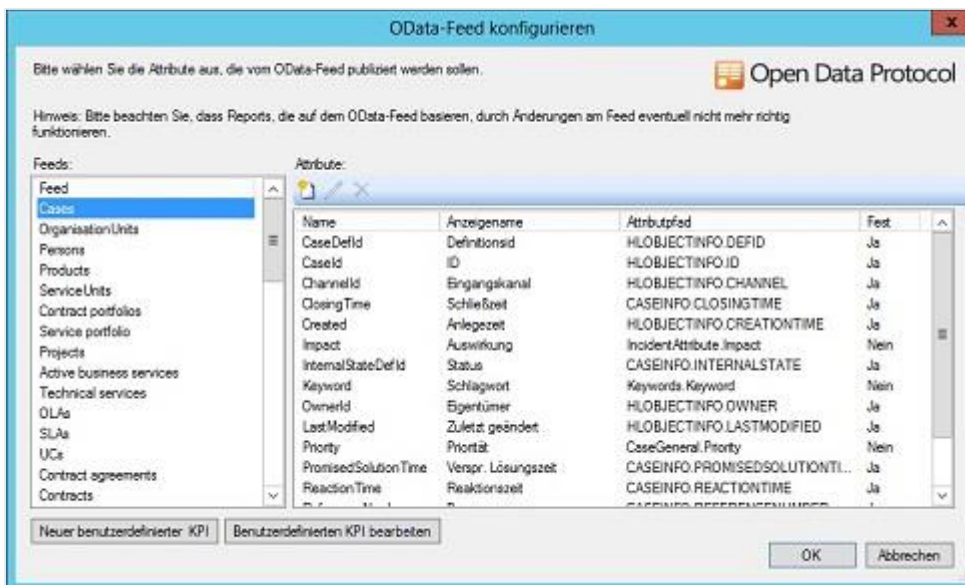 OData-Feed konfigurieren
x
Bitte wählen Sie die Attribute aus, die vom OData-Feed publiziert werden sollen.
Open Data Protocol
Hinweis: Bitte beachten Sie, dass Reports, die auf dem OData-Feed basieren, durch Änderungen am Feed eventuell nicht mehr richtig
funktionieren.
Feeds:
Feed
Cases
OrganisationUnits
Persons
Products
ServiceUnits
Contract portfolios
Service portfolio
Projects
Active business services
Technical services
OLAs
SLAs
UCs
Contract agreements
Contracts
Attribute:
Name Anzeigename Attributpfad Fest
CaseDefId Definitionsid HLOBJECTINFO.DEFID Ja
CaseId ID HLOBJECTINFO.ID Ja
ChannelId Eingangskanal HLOBJECTINFO.CHANNEL Ja
ClosingTime Schließzeit CASEINFO.CLOSINGTIME Ja
Created Anlegezeit HLOBJECTINFO.CREATIONTIME Ja
Impact Auswirkung IncidentAttribute.Impact Nein
InternalStateDefId Status CASEINFO.INTERNALSTATE Ja
Keyword Schlagwort Keywords.Keyword Nein
OwnerId Eigentümer HLOBJECTINFO.OWNER Ja
LastModified Zuletzt geändert HLOBJECTINFO.LASTMODIFIED Ja
Priority Priorität CaseGeneral.Priority Nein
PromisedSolutionTime Verspr. Lösungszeit CASEINFO.PROMISEDSOLUTIONTI... Ja
ReactionTime Reaktionszeit CASEINFO.REACTIONTIME Ja
Neuer benutzerdefinierter KPI
Benutzerdefinierten KPI bearbeiten
OK
Abbrechen